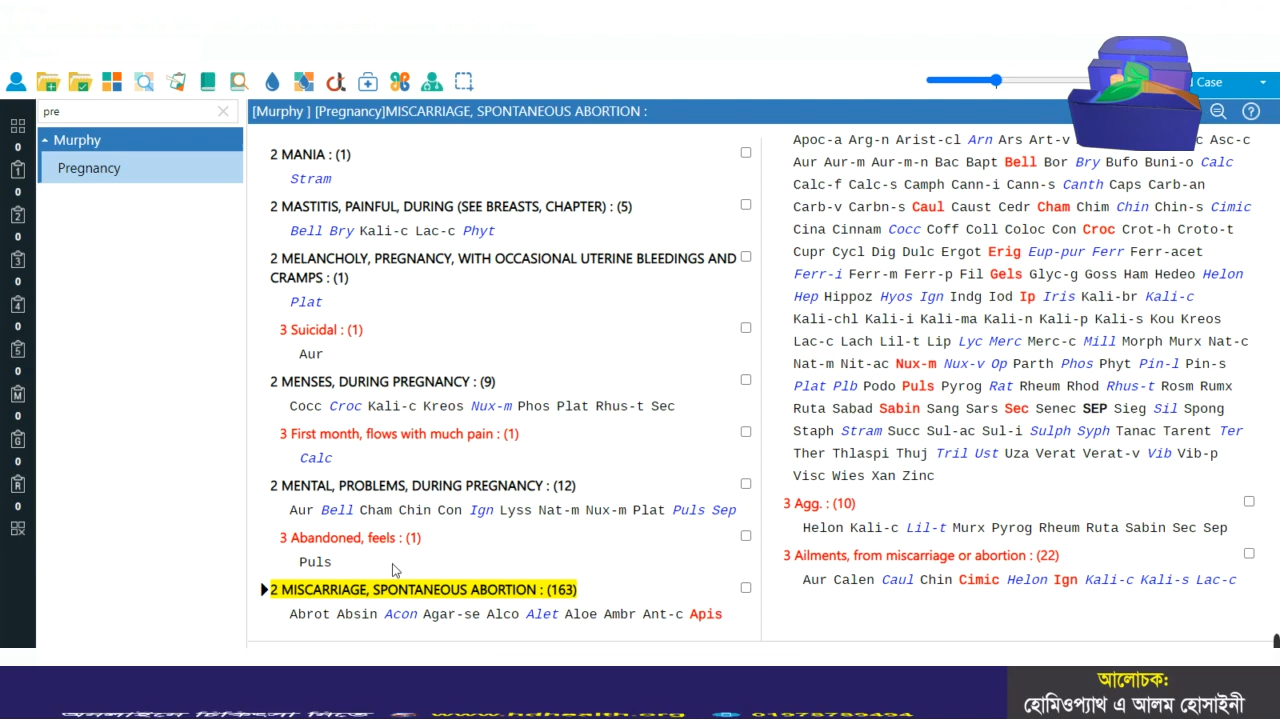 Case
pre
[Murphy ] [Pregnancy]MISCARRIAGE, SPONTANEOUS ABORTION :
Murphy
Pregnancy
0
1
0
2
0
3
0
4
0
5
0
M
0
G
0
R
0
2 MANIA : (1)
Stram
2 MASTITIS, PAINFUL, DURING (SEE BREASTS, CHAPTER) : (5)
Bell Bry Kali-c Lac-c Phyt
2 MELANCHOLY, PREGNANCY, WITH OCCASIONAL UTERINE BLEEDINGS AND
CRAMPS : (1)
Plat
3 Suicidal : (1)
Aur
2 MENSES, DURING PREGNANCY : (9)
Cocc Croc Kali-c Kreos Nux-m Phos Plat Rhus-t Sec
3 First month, flows with much pain : (1)
Calc
2 MENTAL, PROBLEMS, DURING PREGNANCY : (12)
Aur Bell Cham Chin Con Ign Lyss Nat-m Nux-m Plat Puls Sep
3 Abandoned, feels : (1)
Puls
2 MISCARRIAGE, SPONTANEOUS ABORTION : (163)
Abrot Absin Acon Agar-se Alco Alet Aloe Ambr Ant-c Apis
Apoc-a Arg-n Arist-cl Arn Ars Art-v Asc-c
Aur Aur-m Aur-m-n Bac Bapt Bell Bor Bry Bufo Buni-o Calc
Calc-f Calc-s Camph Cann-i Cann-s Canth Caps Carb-an
Carb-v Carbn-s Caul Caust Cedr Cham Chim Chin Chin-s Cimic
Cina Cinnam Cocc Coff Coll Coloc Con Croc Crot-h Croto-t
Cupr Cycl Dig Dulc Ergot Erig Eup-pur Ferr Ferr-acet
Ferr-i Ferr-m Ferr-p Fil Gels Glyc-g Goss Ham Hedeo Helon
Hep Hippoz Hyos Ign Indg Iod Ip Iris Kali-br Kali-c
Kali-chl Kali-i Kali-ma Kali-n Kali-p Kali-s Kou Kreos
Lac-c Lach Lil-t Lip Lyc Merc Merc-c Mill Morph Murx Nat-c
Nat-m Nit-ac Nux-m Nux-v Op Parth Phos Phyt Pin-l Pin-s
Plat Plb Podo Puls Pyrog Rat Rheum Rhod Rhus-t Rosm Rumx
Ruta Sabad Sabin Sang Sars Sec Senec SEP Sieg Sil Spong
Staph Stram Succ Sul-ac Sul-i Sulph Syph Tanac Tarent Ter
Ther Thlaspi Thuj Tril Ust Uza Verat Verat-v Vib Vib-p
Visc Wies Xan Zinc
3 Agg. : (10)
Helon Kali-c Lil-t Murx Pyrog Rheum Ruta Sabin Sec Sep
3 Ailments, from miscarriage or abortion : (22)
Aur Calen Caul Chin Cimic Helon Ign Kali-c Kali-s Lac-c
আলোচক:
হোমিওপ্যাথ এ আলম হোসাইনী